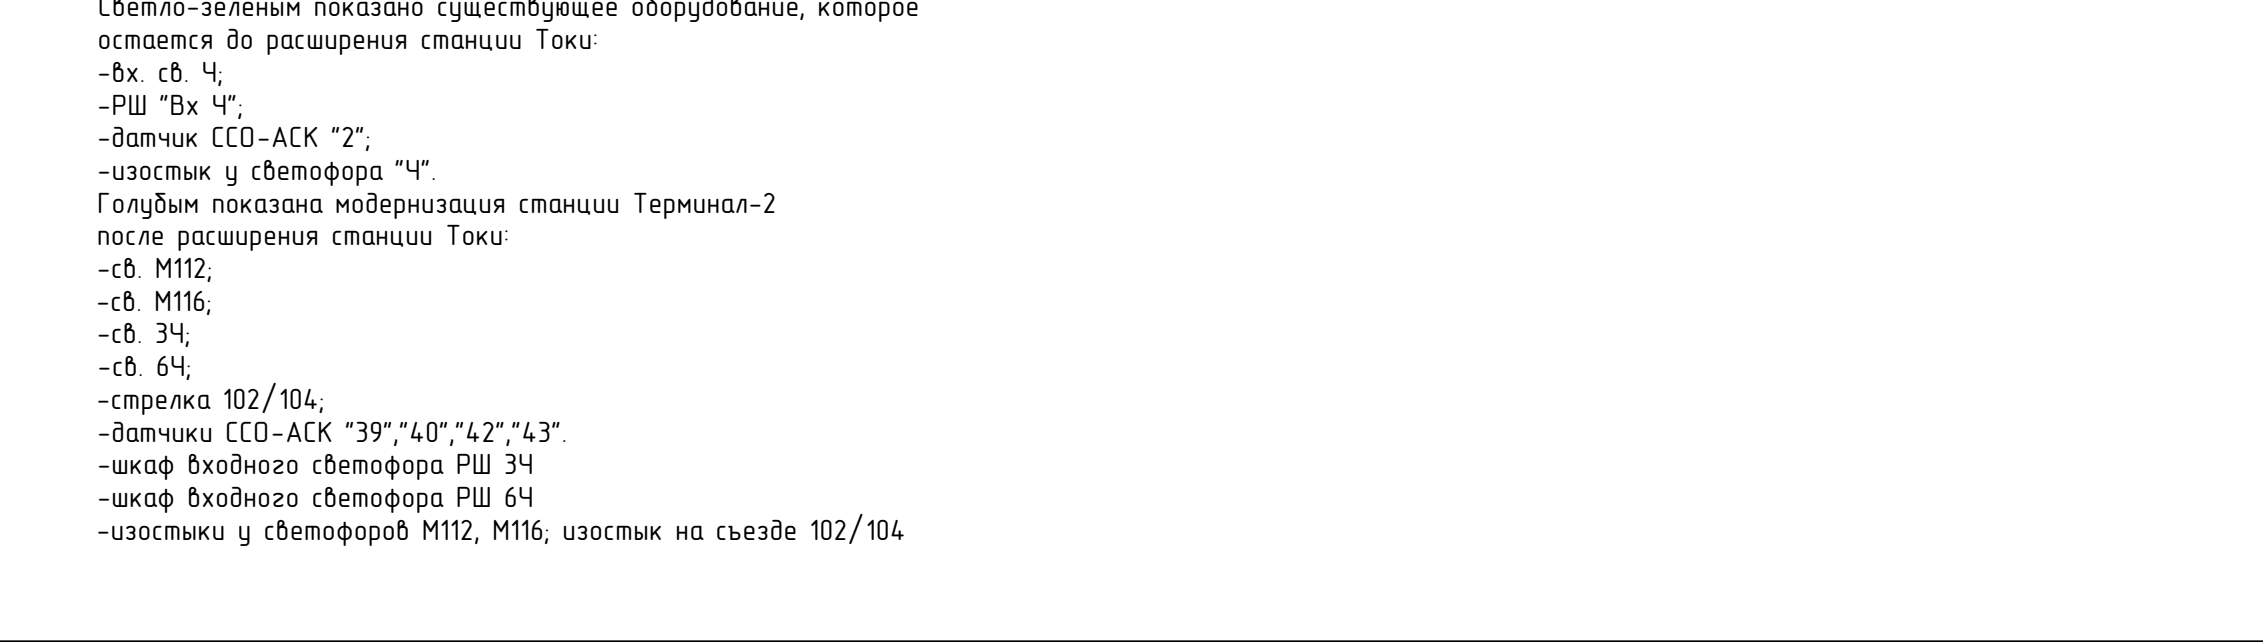 Светло-зеленым показано существующее оборудование, которое
остается до расширения станции Токи:
-вх. св. Ч;
-РШ "Вх Ч";
-датчик ССО-АСК "2";
-изостык у светофора "Ч".
Голубым показана модернизация станции Терминал-2
после расширения станции Токи:
-св. М112;
-св. М116;
-св. 3Ч;
-св. 6Ч;
-стрелка 102/104;
-датчики ССО-АСК "39","40","42","43".
-шкаф входного светофора РШ 3Ч
-шкаф входного светофора РШ 6Ч
-изостыки у светофоров М112, М116; изостык на съезде 102/104